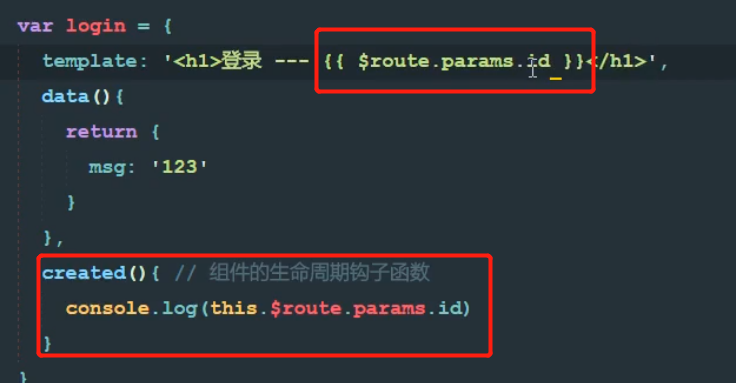 var login = {
template: '<h1>登录 --- {{ $route.params.id }}</h1>',
data(){
return {
msg: '123'
}
},
created(){ // 组件的生命周期钩子函数
console.log(this.$route.params.id)
}
}